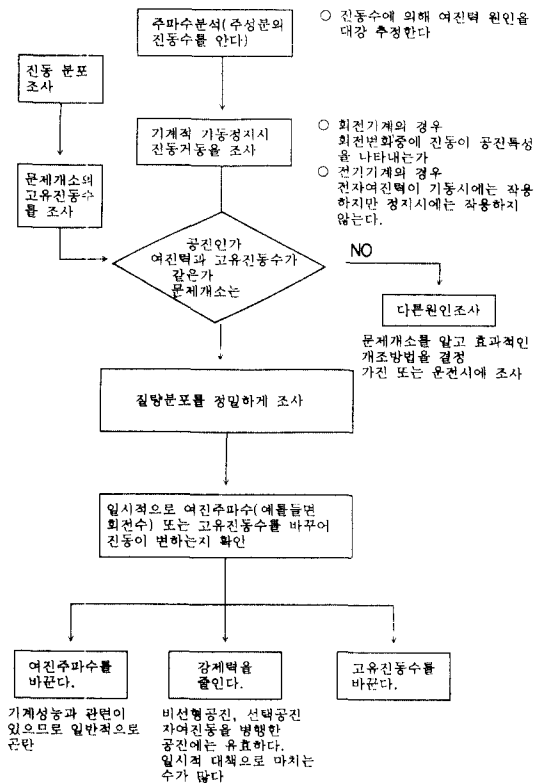 주파수분석(주성분의
진동수를 안다)
○ 진동수에 의해 여진력 원인을
대강 추정한다
진동 분포
조사
기계적 가동정지시
진동거동을 조사
○ 회전기계의 경우
회전변화중에 진동이 공진특성
을 나타내는가
○ 전기기계의 경우
전자여진력이 기동시에는 작용
하지만 정지시에는 작용하지
않는다.
문제개소의
고유진동수
를 조사
공진인가
여진력과 고유진동수가
같은가
문제개소는
NO
다른원인조사
문제개소를 알고 효과적인
개조방법을 결정
가진 또는 운전시에 조사
질량분포를 정밀하게 조사
일시적으로 여진주파수(예를들면
회전수) 또는 고유진동수를 바꾸어
진동이 변하는지 확인
여진주파수를
바꾼다.
강제력을
줄인다.
고유진동수를
바꾼다.
기계성능과 관련이
있으므로 일반적으로
곤란
비선형공진, 선택공진
자여진동을 병행한
공진에는 유효하다.
일시적 대책으로 마치는
수가 많다